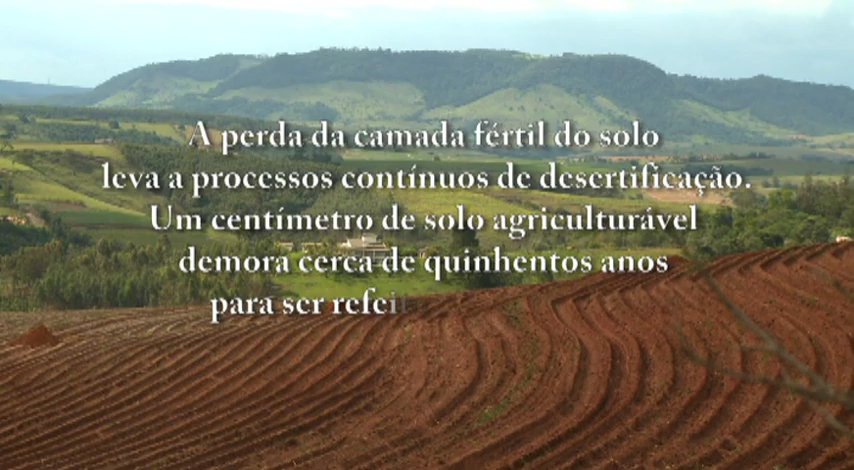 A perda da camada fértil do solo
leva a processos contínuos de desertificação.
Um centímetro de solo agriculturável
demora cerca de quinhentos anos
para ser